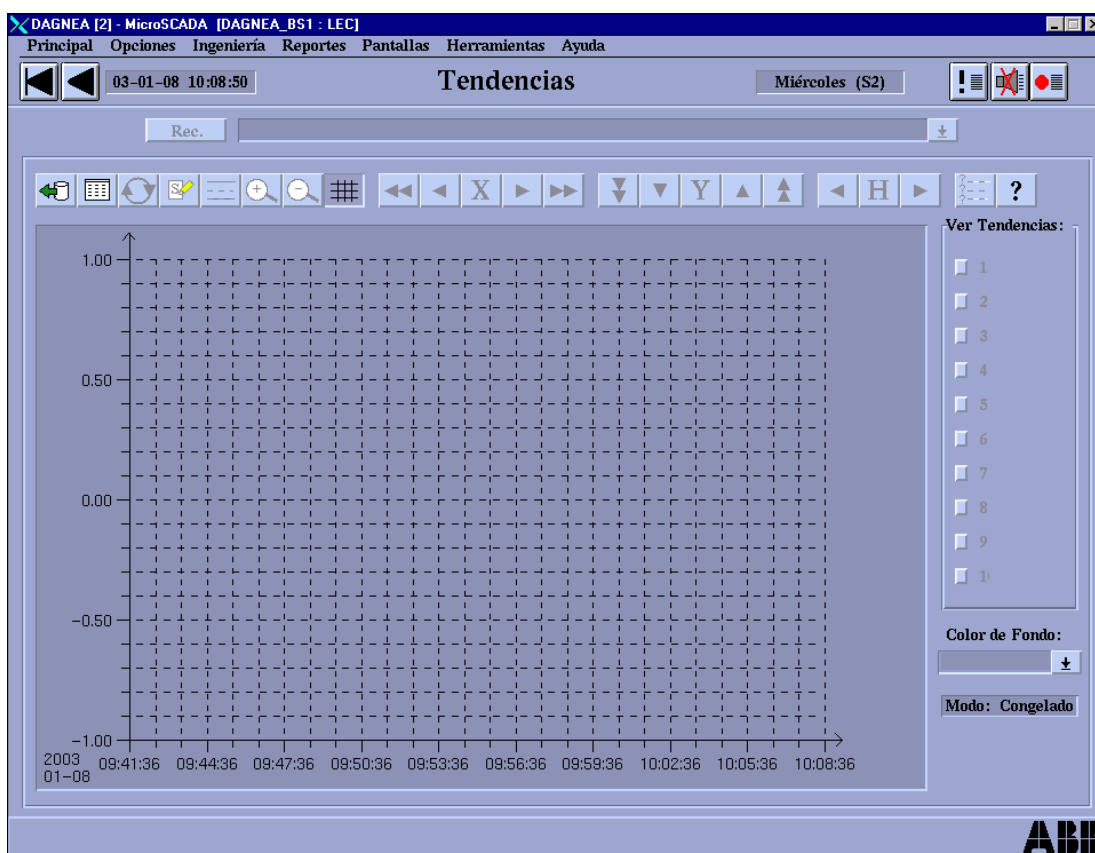 DAGNEA [2] - MicroSCADA [DAGNEA_BS1 : LEC]
Principal Opciones Ingeniería Reportes Pantallas Herramientas Ayuda
03-01-08 10:08:50 Tendencias Miércoles (S2)
Rec.
X Y H ?
Ver Tendencias:
1.00
1
2
3
4
0.50
5
6
7
0.00
8
9
10
-0.50
Color de Fondo:
Modo: Congelado
-1.00
2003
01-08
09:41:36 09:44:36 09:47:36 09:50:36 09:53:36 09:56:36 09:59:36 10:02:36 10:05:36 10:08:36
ABB